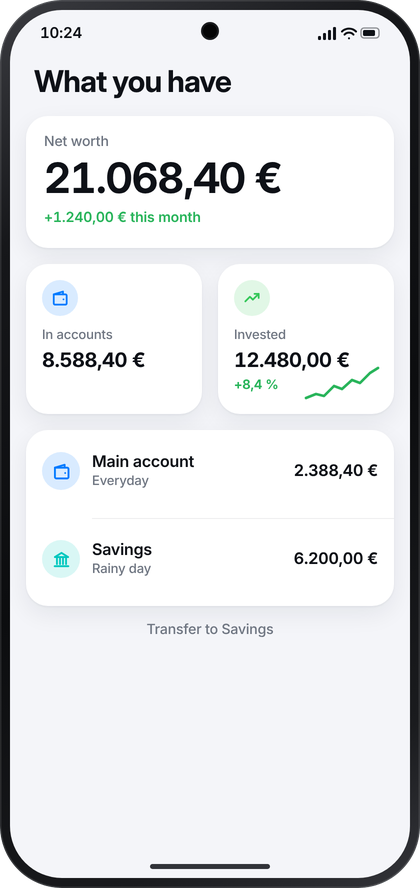 10:24
What you have
Net worth
21.068,40 €
+1.240,00 € this month
In accounts
8.588,40 €
Invested
12.480,00 €
+8,4 %
Main account
Everyday
2.388,40 €
Savings
Rainy day
6.200,00 €
Transfer to Savings